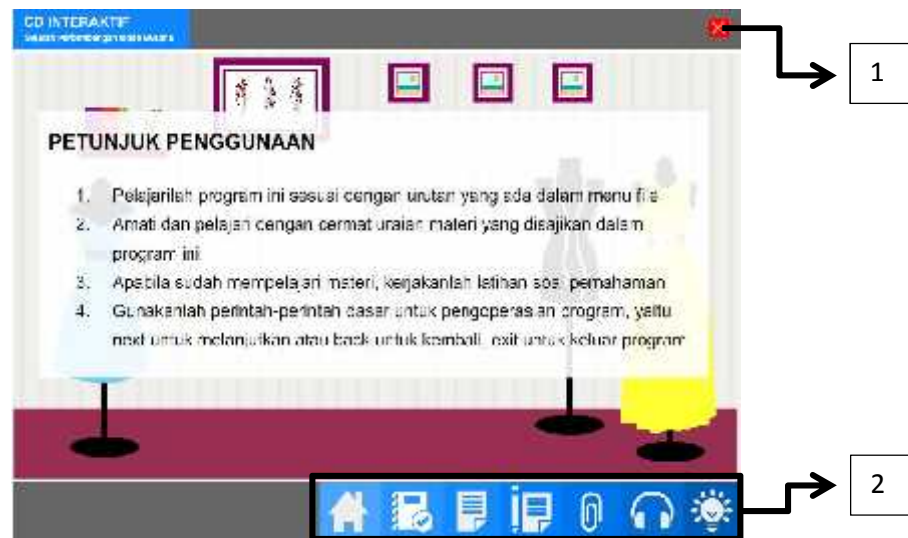 CD INTERAKTIF
1
PETUNJUK PENGGUNAAN
1. Pelajarilah program ini sesuai dengan urutan yang ada dalam menu file
2. Amati dan pelajari dengan cermat uraian materi yang disajikan dalam
program ini
3. Apabila sudah mempelajari materi, kerjakanlah latihan soal pemahaman
4. Gunakanlah perintah-perintah dasar untuk pengoperasian program, yaitu
next untuk melanjutkan atau back untuk kembali, exit untuk keluar program
2